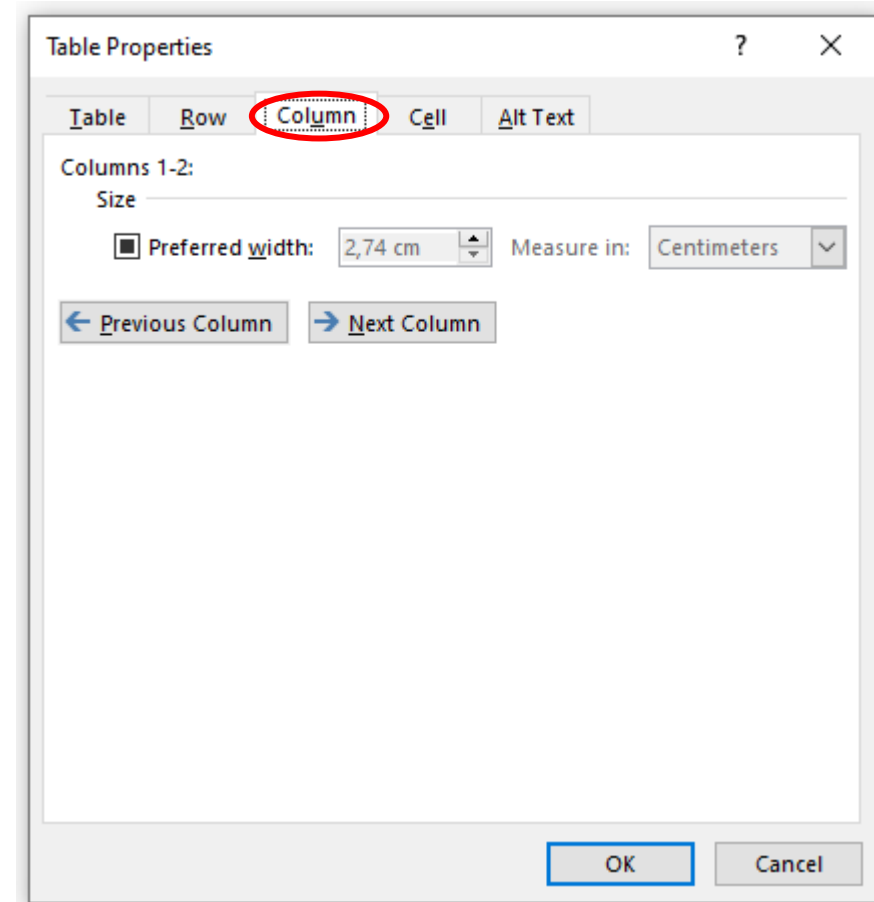 Table Properties ?
Table Row Column Cell Alt Text
Columns 1-2:
Size
Preferred width: 2,74 cm Measure in: Centimeters
Previous Column Next Column
OK Cancel